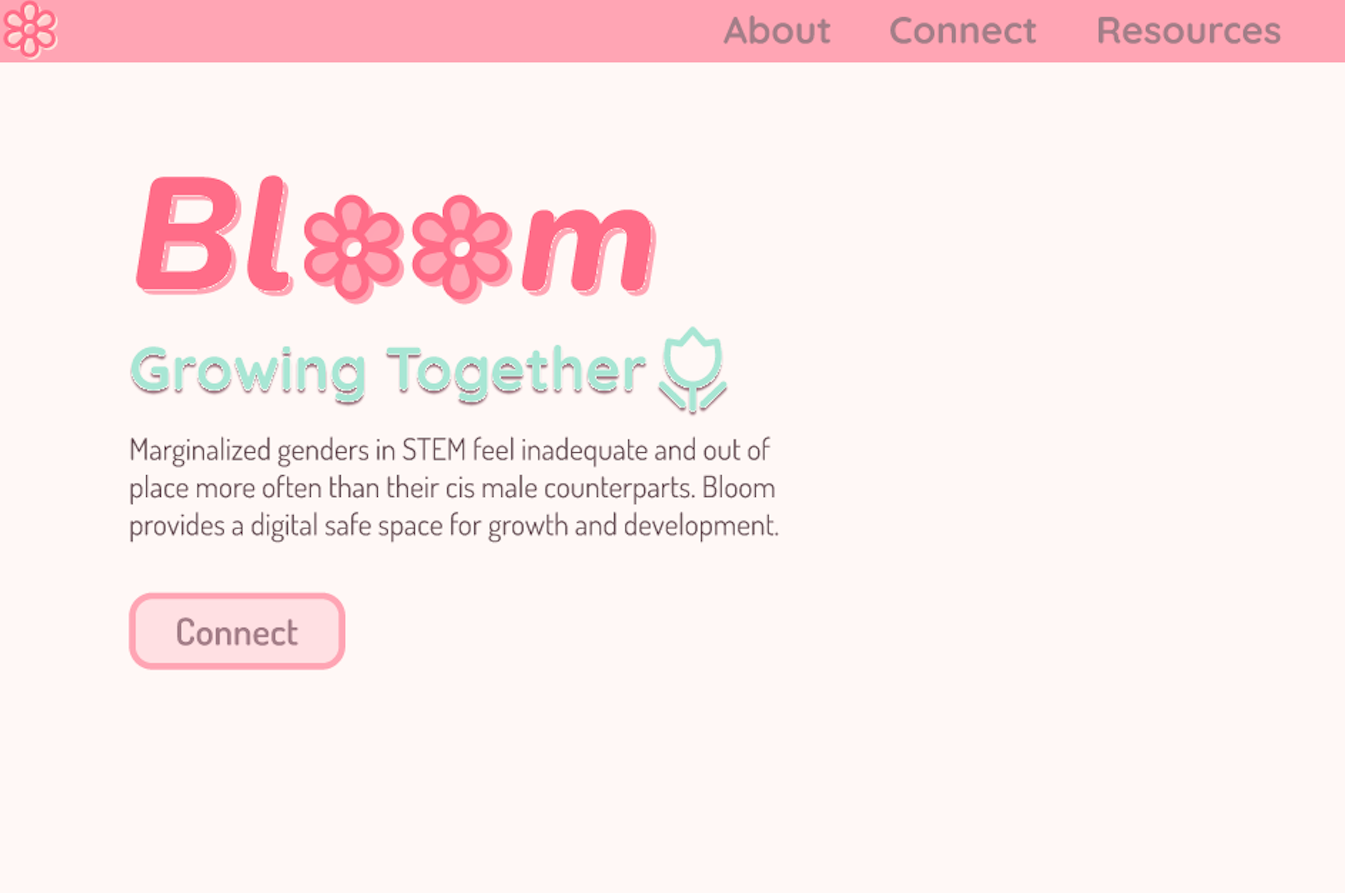 About Connect Resources
Bloom
Growing Together
Marginalized genders in STEM feel inadequate and out of
place more often than their cis male counterparts. Bloom
provides a digital safe space for growth and development.
Connect